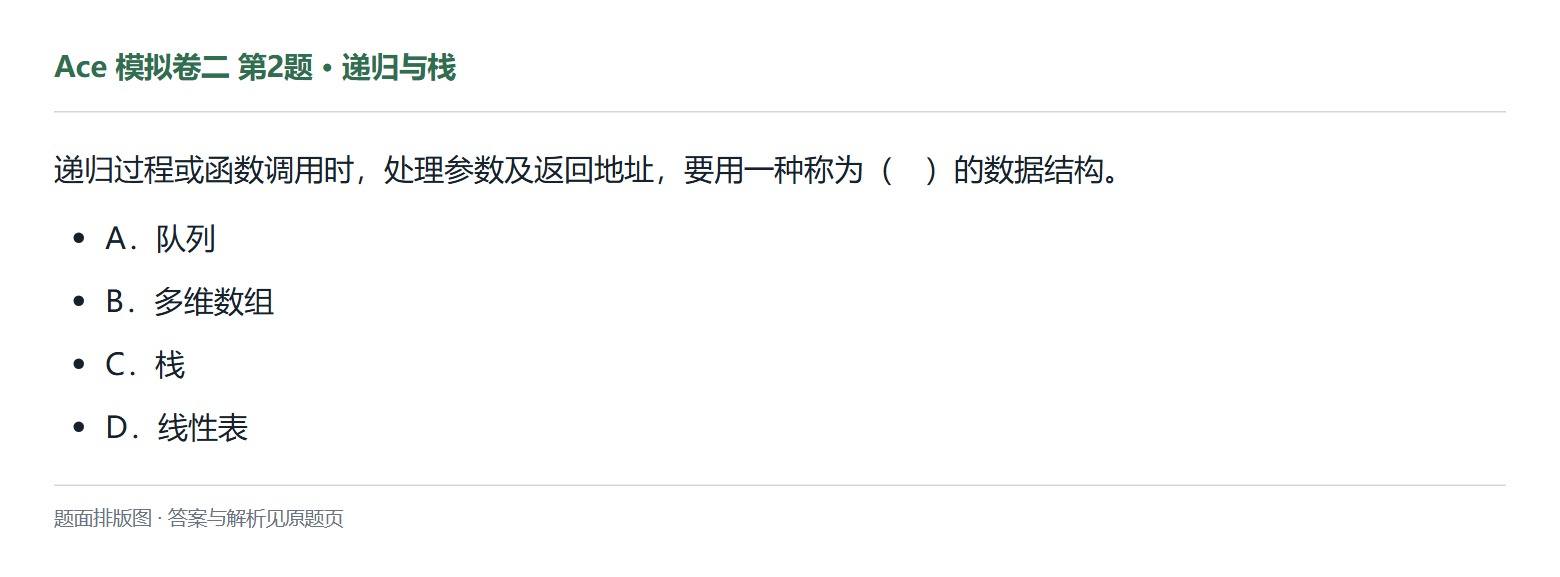 Ace 模拟卷二 第2题 · 递归与栈
递归过程或函数调用时，处理参数及返回地址，要用一种称为（　）的数据结构。
• A．队列
• B．多维数组
• C．栈
• D．线性表
题面排版图 · 答案与解析见原题页